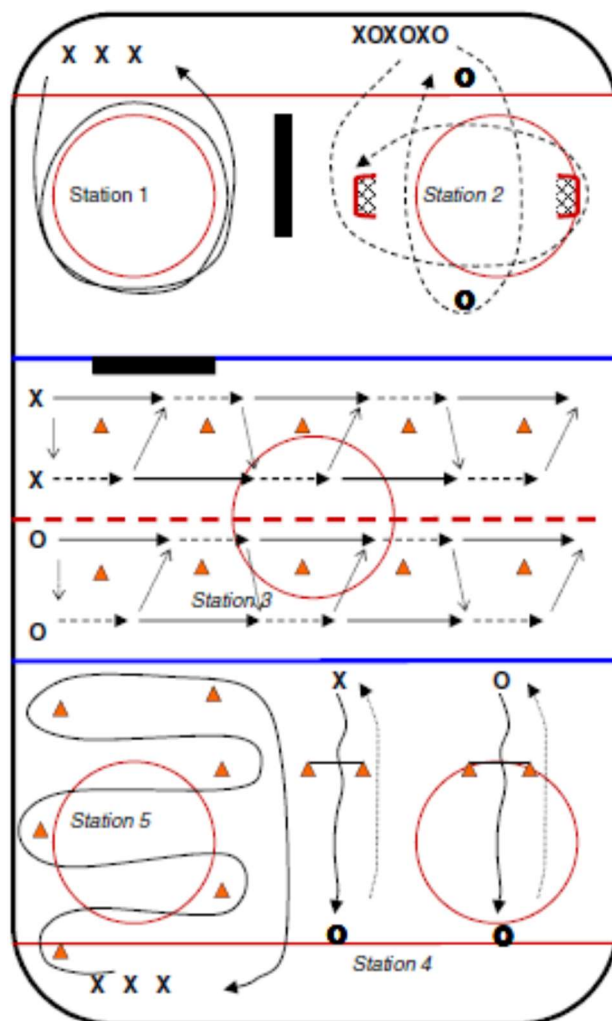 X X X
XOXOXO
O
Station 1
Station 2
O
X
X
O
Station 3
O
X
O
Station 5
O
O
Station 4
X X X